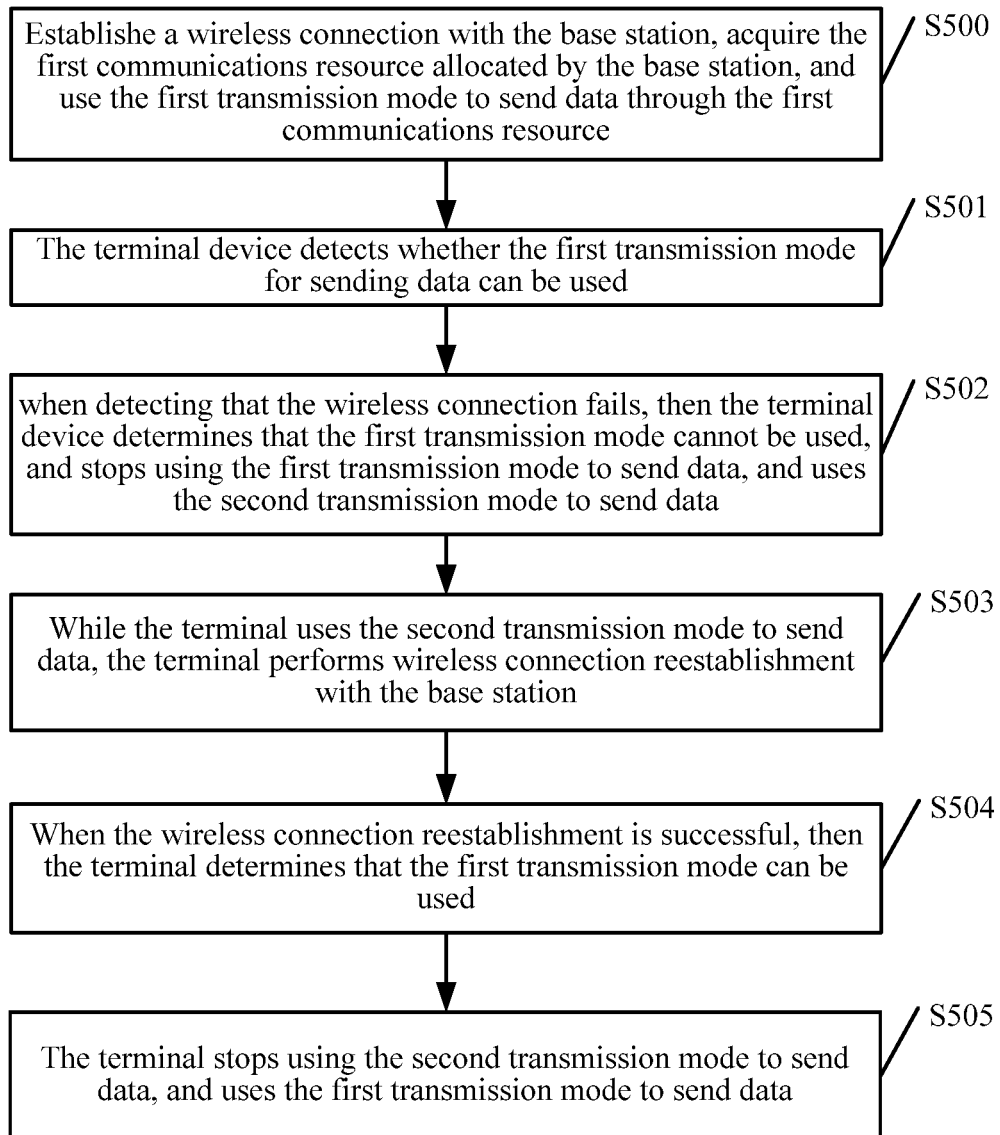 Establishe a wireless connection with the base station, acquire the
first communications resource allocated by the base station, and
use the first transmission mode to send data through the first
communications resource
S500
The terminal device detects whether the first transmission mode
for sending data can be used
S501
when detecting that the wireless connection fails, then the terminal
device determines that the first transmission mode cannot be used,
and stops using the first transmission mode to send data, and uses
the second transmission mode to send data
S502
While the terminal uses the second transmission mode to send
data, the terminal performs wireless connection reestablishment
with the base station
S503
When the wireless connection reestablishment is successful, then
the terminal determines that the first transmission mode can be
used
S504
The terminal stops using the second transmission mode to send
data, and uses the first transmission mode to send data
S505